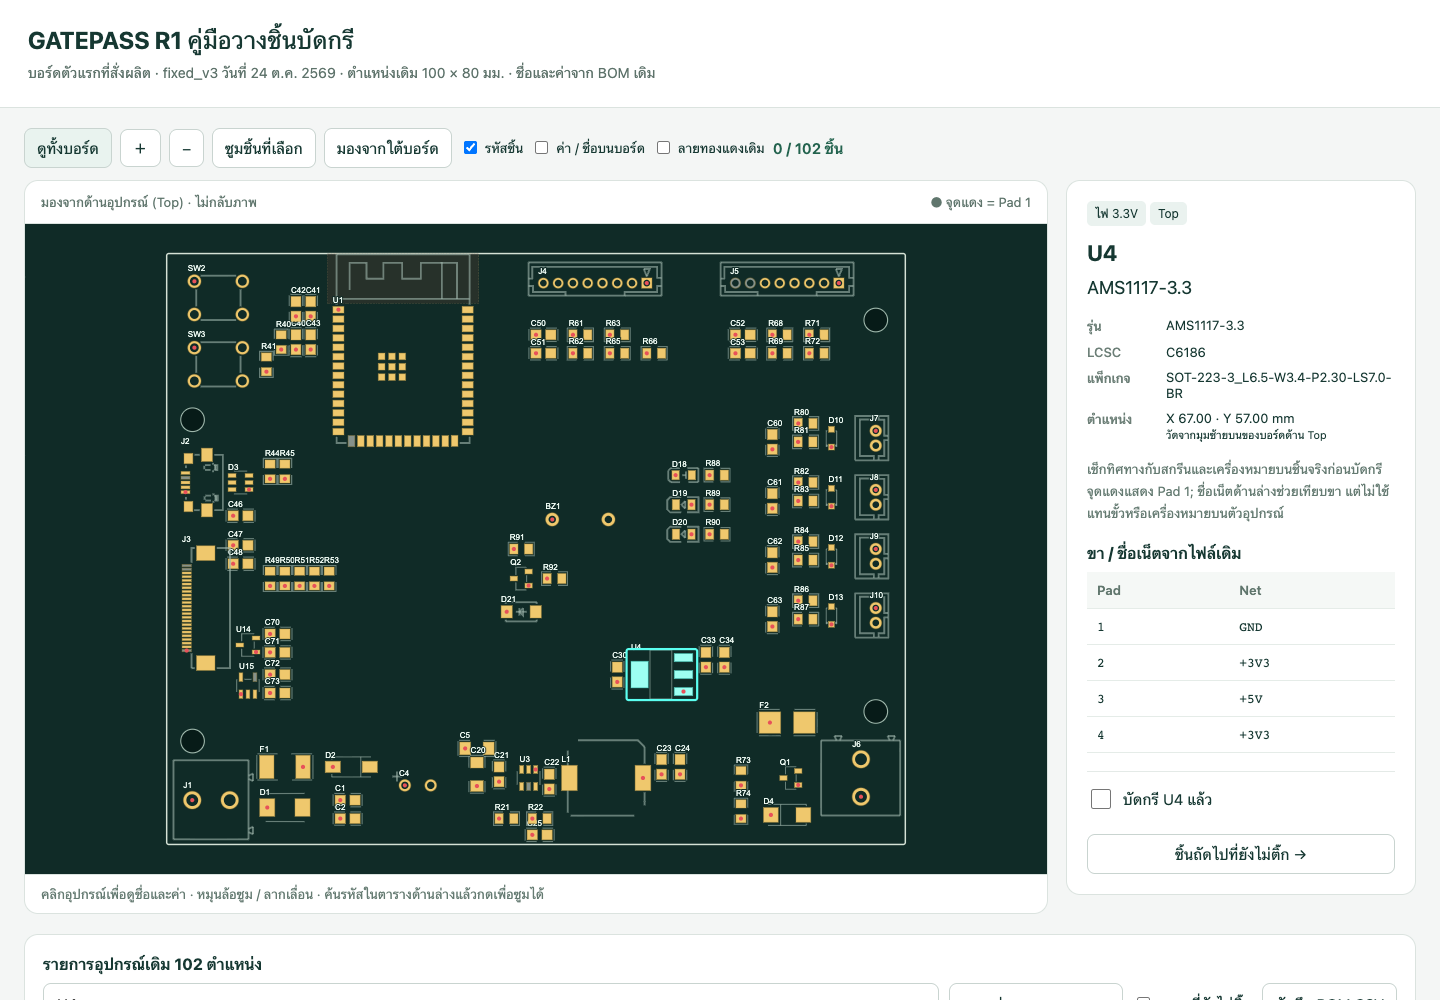 GATEPASS R1 คู่มือวางชิ้นบัดกรี
บอร์ดตัวแรกที่สั่งผลิต · fixed_v3 วันที่ 24 ต.ค. 2569 · ตำแหน่งเดิม 100 × 80 มม. · ชื่อและค่าจาก BOM เดิม
ดูทั้งบอร์ด + − ซูมชิ้นที่เลือก มองจากใต้บอร์ด รหัสชิ้น ค่า / ชื่อบนบอร์ด ลายทองแดงเดิม 0 / 102 ชิ้น
มองจากด้านอุปกรณ์ (Top) · ไม่กลับภาพ
จุดแดง = Pad 1
SW2
C42C41
U1
J4
J5
R40C40C43
SW3
R41
C50 R61 R63 C52 R68 R71
C51 R62 R65 R66 C53 R69 R72
J2
D3
R44R45
C46
C47
C48
J3
R49R50R51R52R53
R80 D10 J7
R81
C60
D18 R88
R82 D11 J8
C61 R83
D19 R89
BZ1
D20 R90
R84 D12 J9
C62 R85
R91
Q2
R92
D21
R86 D13 J10
C63 R87
U14
C70
C71
U15
C72
C73
C30
U4
C33 C34
F2
J6
F1
D2
C5
C20
C21
U3
C22
L1
C23 C24
R73
Q1
J1
D1
C1
C2
C4
R21
R22
C25
R74
D4
คลิกอุปกรณ์เพื่อดูชื่อและค่า · หมุนล้อซูม / ลากเลื่อน · ค้นรหัสในตารางด้านล่างแล้วกดเพื่อซูมได้
ไฟ 3.3V Top
U4
AMS1117-3.3
รุ่น AMS1117-3.3
LCSC C6186
แพ็กเกจ SOT-223-3_L6.5-W3.4-P2.30-LS7.0-
BR
ตำแหน่ง X 67.00 · Y 57.00 mm
วัดจากมุมซ้ายบนของบอร์ดด้าน Top
เช็กทิศทางกับสกรีนและเครื่องหมายบนชิ้นจริงก่อนบัดกรี
จุดแดงแสดง Pad 1; ชื่อเน็ตด้านล่างช่วยเทียบขา แต่ไม่ใช้
แทนขั้วหรือเครื่องหมายบนตัวอุปกรณ์
ขา / ชื่อเน็ตจากไฟล์เดิม
Pad Net
1 GND
2 +3V3
3 +5V
4 +3V3
บัดกรี U4 แล้ว
ชิ้นถัดไปที่ยังไม่ติ๊ก →
รายการอุปกรณ์เดิม 102 ตำแหน่ง